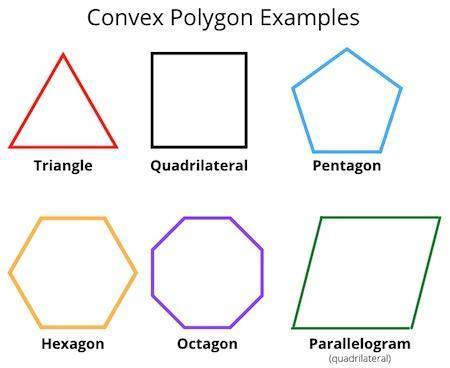 Convex Polygon Examples
Triangle
Quadrilateral
Pentagon
Hexagon
Octagon
Parallelogram
(quadrilateral)